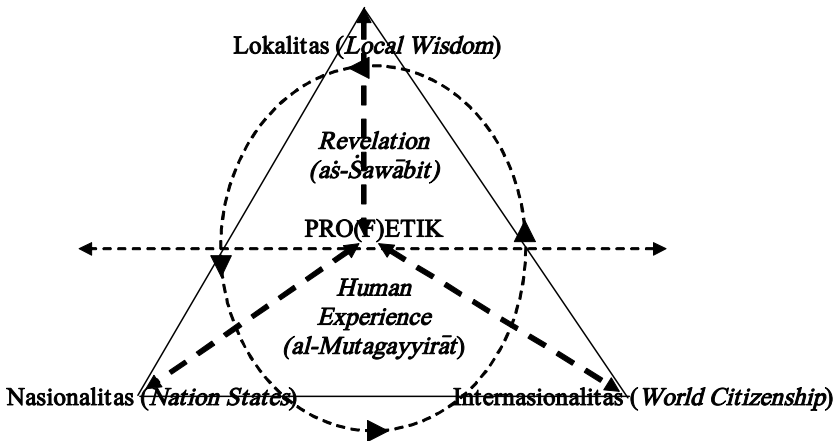 Lokalitas (Local Wisdom)
Revelation
(aṡ-Ṡawābit)
PRO(F)ETIK
Human
Experience
(al-Mutagayyirāt)
Nasionalitas (Nation States)
Internasionalitas (World Citizenship)